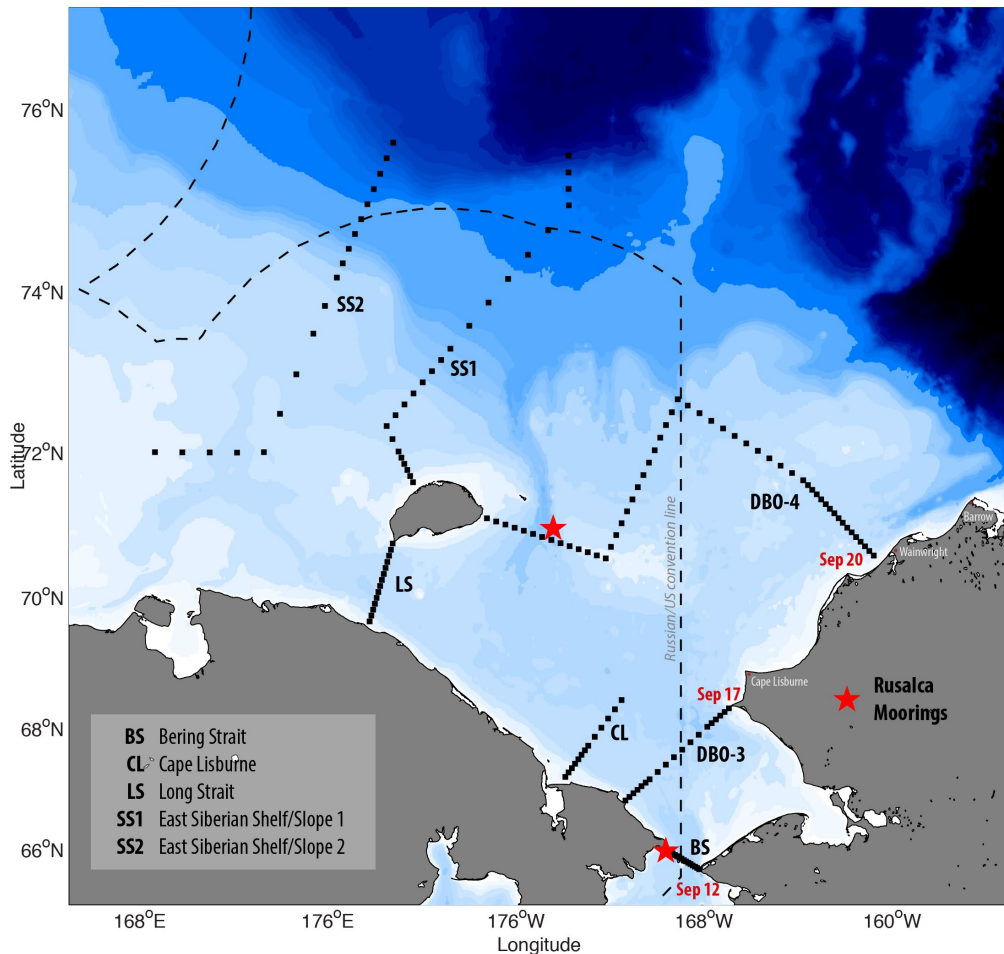 76°N
74°N
72°N
70°N
68°N
66°N
Latitude
168°E
176°E
176°W
168°W
160°W
Longitude
SS2
SS1
DBO-4
Barrow
Wainwright
Sep 20
Russian/US convention line
LS
Cape Lisburne
Sep 17
Rusalca
Moorings
CL
DBO-3
BS
Sep 12
BS Bering Strait
CL Cape Lisburne
LS Long Strait
SS1 East Siberian Shelf/Slope 1
SS2 East Siberian Shelf/Slope 2